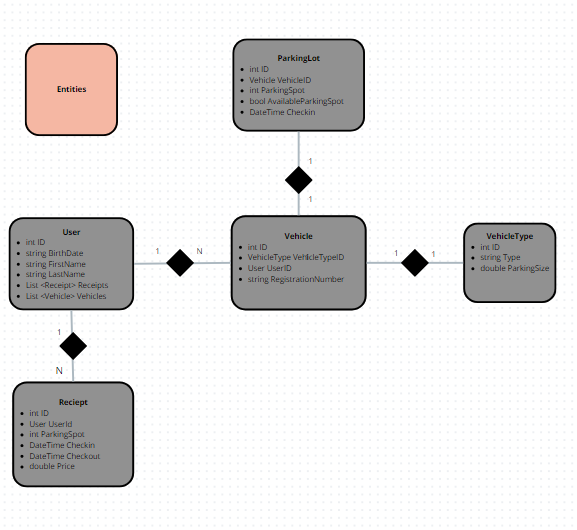 Entities
ParkingLot
int ID
Vehicle VehicleID
int ParkingSpot
bool AvailableParkingSpot
DateTime Checkin
1
1
User
int ID
string BirthDate
string FirstName
string LastName
List <Receipt> Receipts
List <Vehicle> Vehicles
1
N
Vehicle
int ID
VehicleType VehicleTypeID
User UserID
string RegistrationNumber
1
1
VehicleType
int ID
string Type
double ParkingSize
1
N
Reciept
int ID
User UserId
int ParkingSpot
DateTime Checkin
DateTime Checkout
double Price